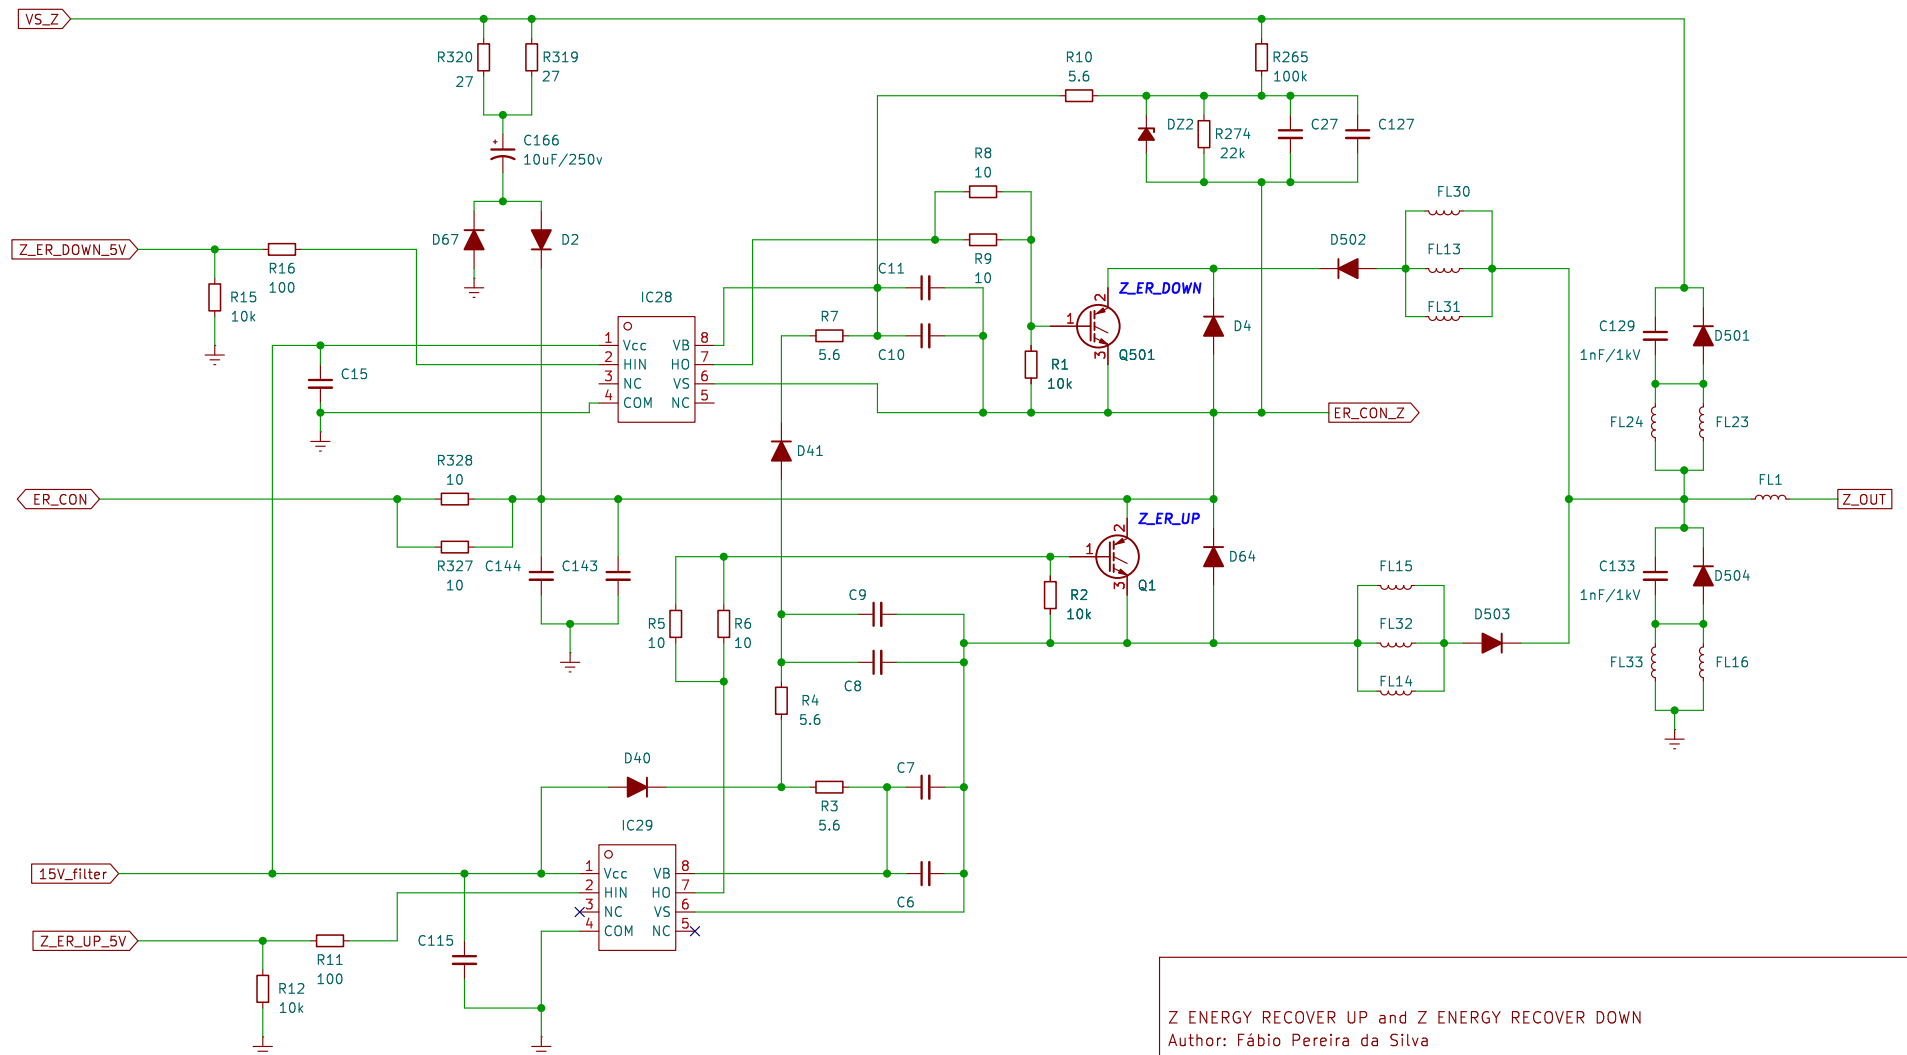 VS_Z
R320
27
R319
27
C166
10uF/250v
+
R10
5.6
R265
100k
DZ2
R274
22k
C27
C127
R8
10
R9
10
FL30
FL13
FL31
D502
Z_ER_DOWN_5V
R16
100
R15
10k
D67
D2
IC28
1
2
3
4
Vcc
HIN
NC
COM
VB
HO
VS
NC
8
7
6
5
C11
C10
R7
5.6
Z_ER_DOWN
1
2
3
Q501
R1
10k
D4
C15
ER_CON_Z
C129
1nF/1kV
D501
FL24
FL23
D41
ER_CON
R328
10
R327
10
C144
C143
Z_ER_UP
1
2
3
Q1
R2
10k
D64
FL1
Z_OUT
C133
1nF/1kV
D504
FL33
FL16
FL15
FL32
FL14
D503
R5
10
R6
10
C9
C8
R4
5.6
D40
R3
5.6
C7
C6
IC29
15V_filter
1
2
3
4
Vcc
HIN
NC
COM
VB
HO
VS
NC
8
7
6
5
Z_ER_UP_5V
R11
100
R12
10k
C115
Z ENERGY RECOVER UP and Z ENERGY RECOVER DOWN
Author: Fábio Pereira da Silva